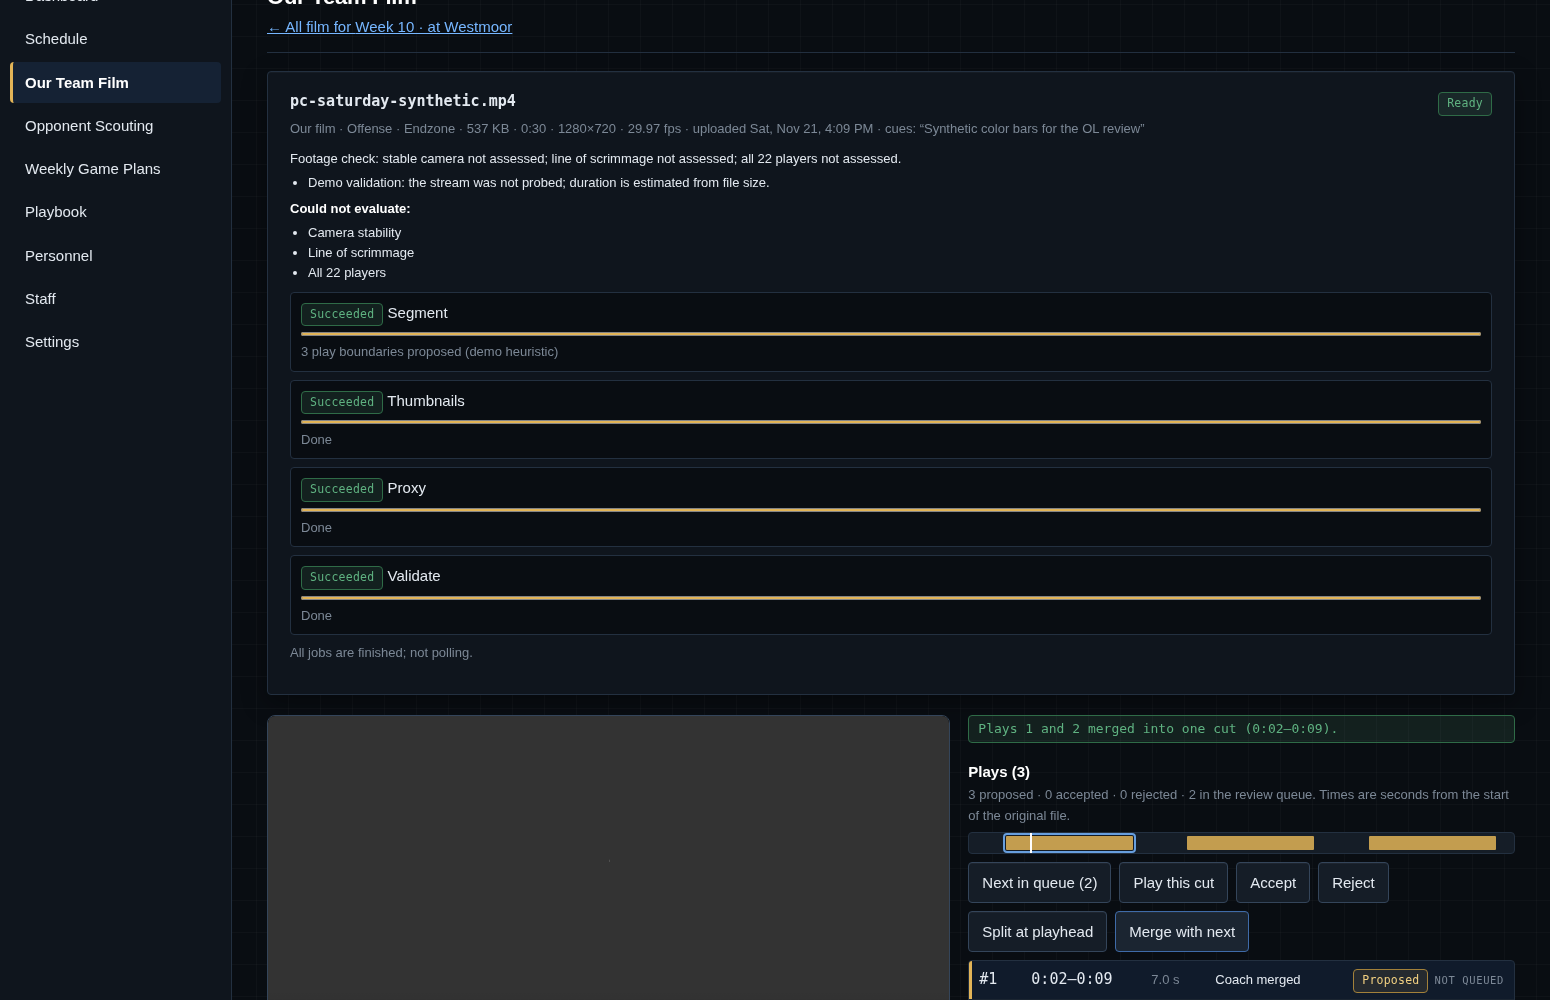 Dashboard
Schedule
Our Team Film
Opponent Scouting
Weekly Game Plans
Playbook
Personnel
Staff
Settings
Our Team Film
← All film for Week 10 · at Westmoor
pc-saturday-synthetic.mp4
Ready
Our film · Offense · Endzone · 537 KB · 0:30 · 1280×720 · 29.97 fps · uploaded Sat, Nov 21, 4:09 PM · cues: “Synthetic color bars for the OL review”
Footage check: stable camera not assessed; line of scrimmage not assessed; all 22 players not assessed.
• Demo validation: the stream was not probed; duration is estimated from file size.
Could not evaluate:
• Camera stability
• Line of scrimmage
• All 22 players
Succeeded Segment
3 play boundaries proposed (demo heuristic)
Succeeded Thumbnails
Done
Succeeded Proxy
Done
Succeeded Validate
Done
All jobs are finished; not polling.
Plays 1 and 2 merged into one cut (0:02–0:09).
Plays (3)
3 proposed · 0 accepted · 0 rejected · 2 in the review queue. Times are seconds from the start
of the original file.
Next in queue (2) Play this cut Accept Reject
Split at playhead Merge with next
#1 0:02–0:09 7.0 s Coach merged Proposed NOT QUEUED